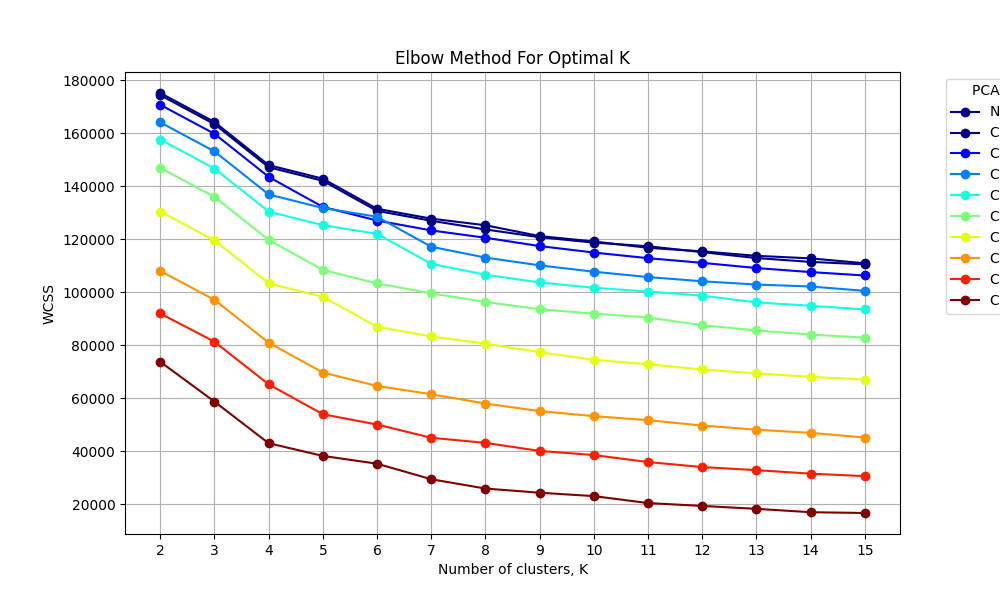 Elbow Method For Optimal K
180000
160000
140000
120000
100000
80000
60000
40000
20000
WCSS
2 3 4 5 6 7 8 9 10 11 12 13 14 15
Number of clusters, K
PCA
N
C
C
C
C
C
C
C
C
C